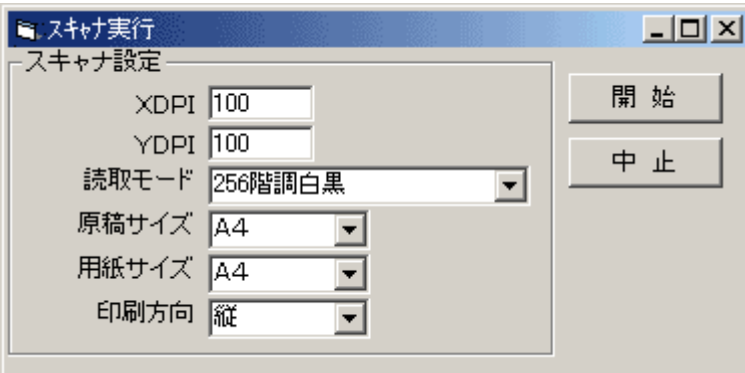 スキャナ実行
スキャナ設定
XDPI 100
YDPI 100
読取モード 256階調白黒
原稿サイズ A4
用紙サイズ A4
印刷方向 縦
開 始
中 止